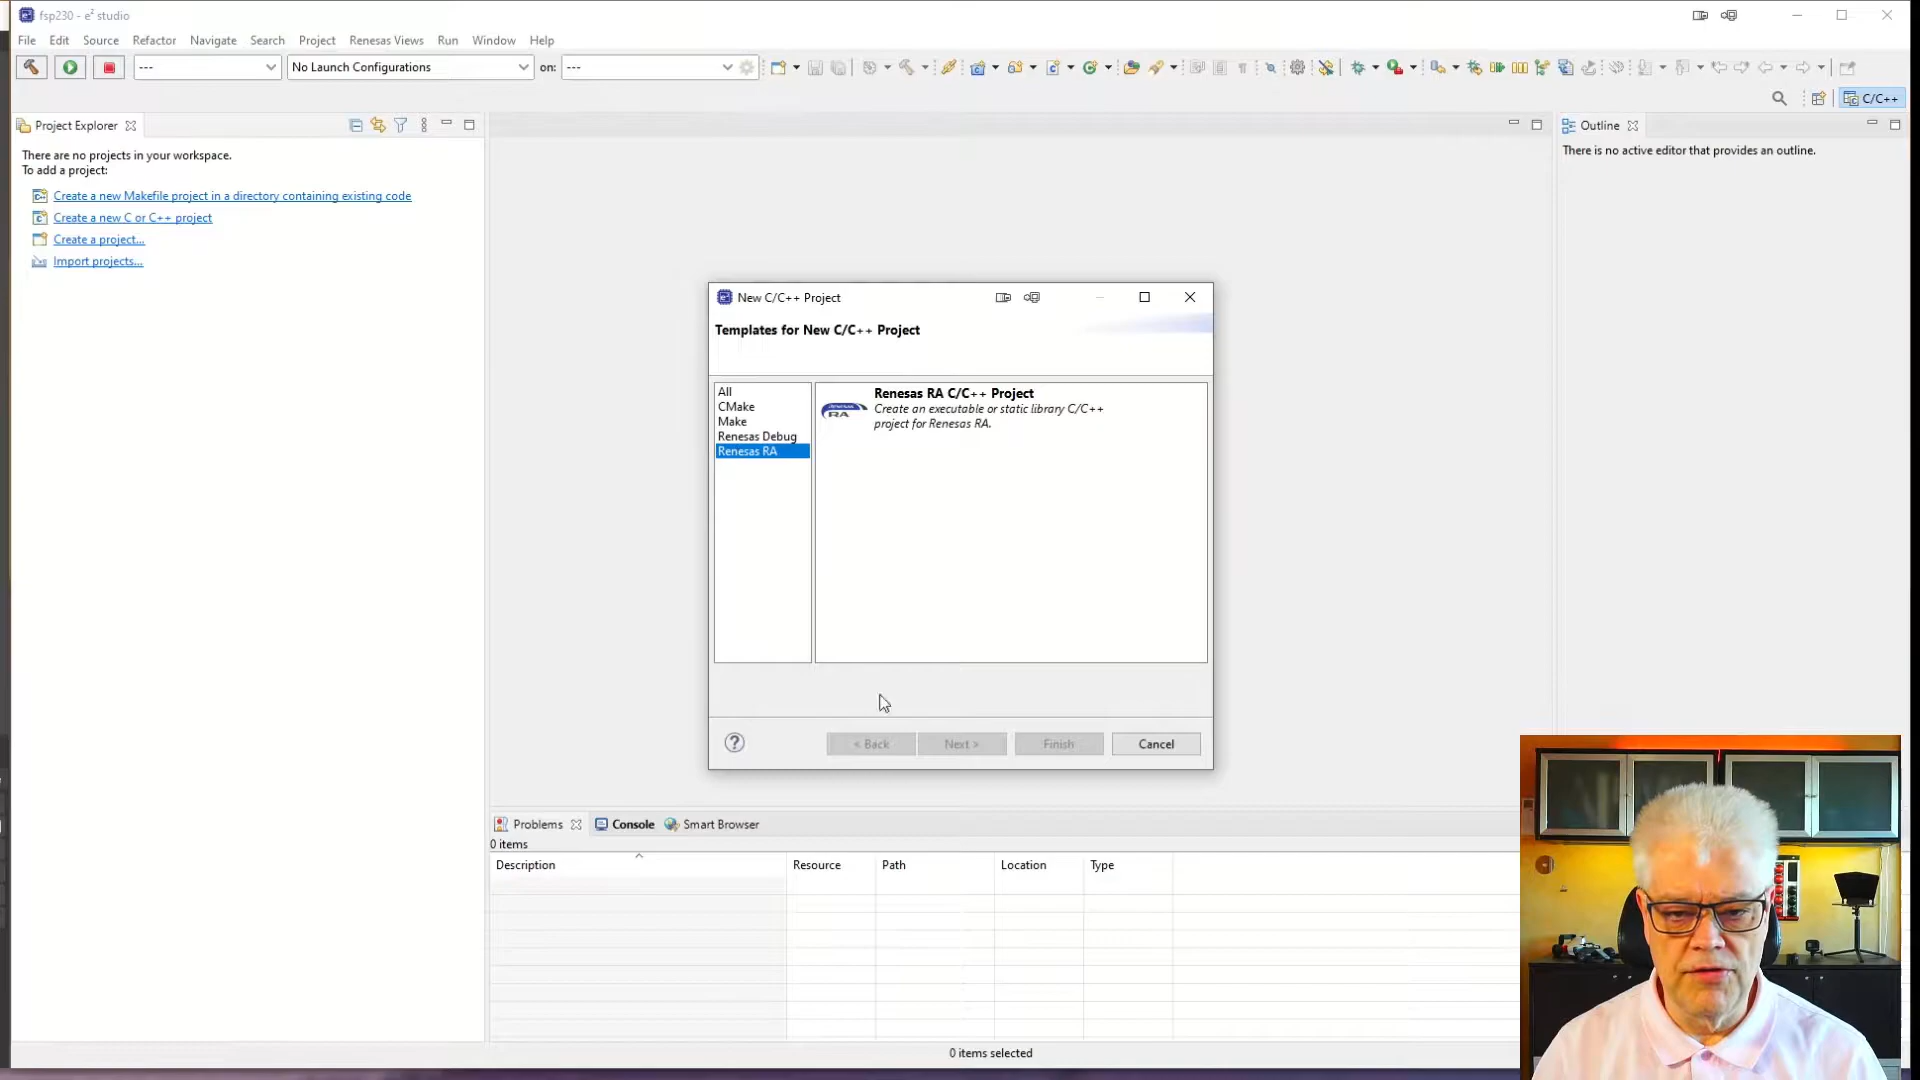 fsp230 - e² studio
File Edit Source Refactor Navigate Search Project Renesas Views Run Window Help
--- No Launch Configurations on: ---
C/C++
Project Explorer
There are no projects in your workspace.
To add a project:
Create a new Makefile project in a directory containing existing code
Create a new C or C++ project
Create a project...
Import projects...
Outline
There is no active editor that provides an outline.
New C/C++ Project
Templates for New C/C++ Project
All
CMake
Make
Renesas Debug
Renesas RA
RA
Renesas RA C/C++ Project
Create an executable or static library C/C++
project for Renesas RA.
< Back Next > Finish Cancel
Problems Console Smart Browser
0 items
Description Resource Path Location Type
0 items selected